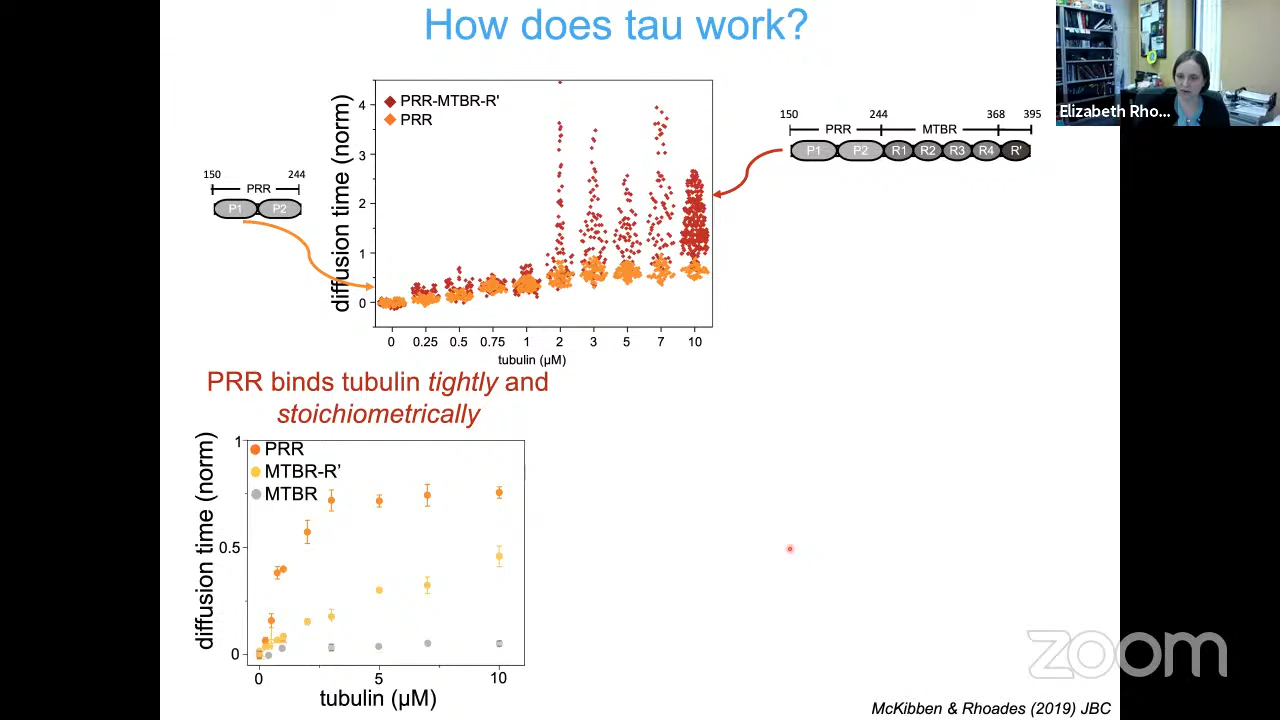 How does tau work?
Elizabeth Rho...
diffusion time (norm)
4
3
2
1
0
PRR-MTBR-R'
PRR
0 0.25 0.5 0.75 1 2 3 5 7 10
tubulin (µM)
150 244
PRR
P1 P2
150 244 368 395
PRR MTBR
P1 P2 R1 R2 R3 R4 R'
PRR binds tubulin tightly and
stoichiometrically
diffusion time (norm)
1
0.5
0
PRR
MTBR-R’
MTBR
0 5 10
tubulin (µM)
zoom
McKibben & Rhoades (2019) JBC